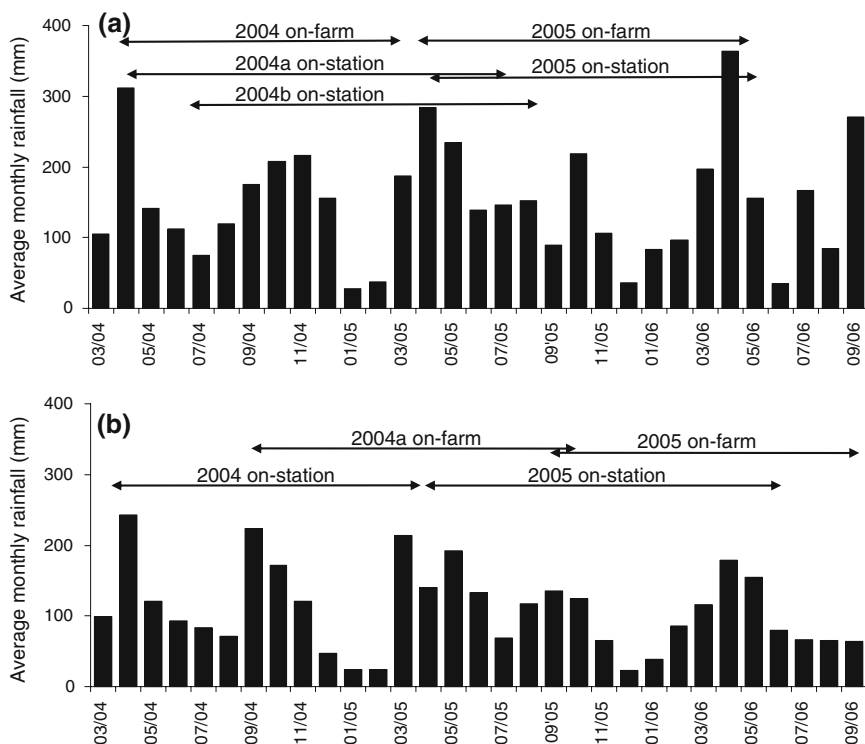 (a)
2004 on-farm
2005 on-farm
2004a on-station
2005 on-station
2004b on-station
Average monthly rainfall (mm)
400
300
200
100
0
03/04 05/04 07/04 09/04 11/04 01/05 03/05 05/05 07/05 09/05 11/05 01/06 03/06 05/06 07/06 09/06
(b)
2004a on-farm
2005 on-farm
2004 on-station
2005 on-station
Average monthly rainfall (mm)
400
300
200
100
0
03/04 05/04 07/04 09/04 11/04 01/05 03/05 05/05 07/05 09/05 11/05 01/06 03/06 05/06 07/06 09/06